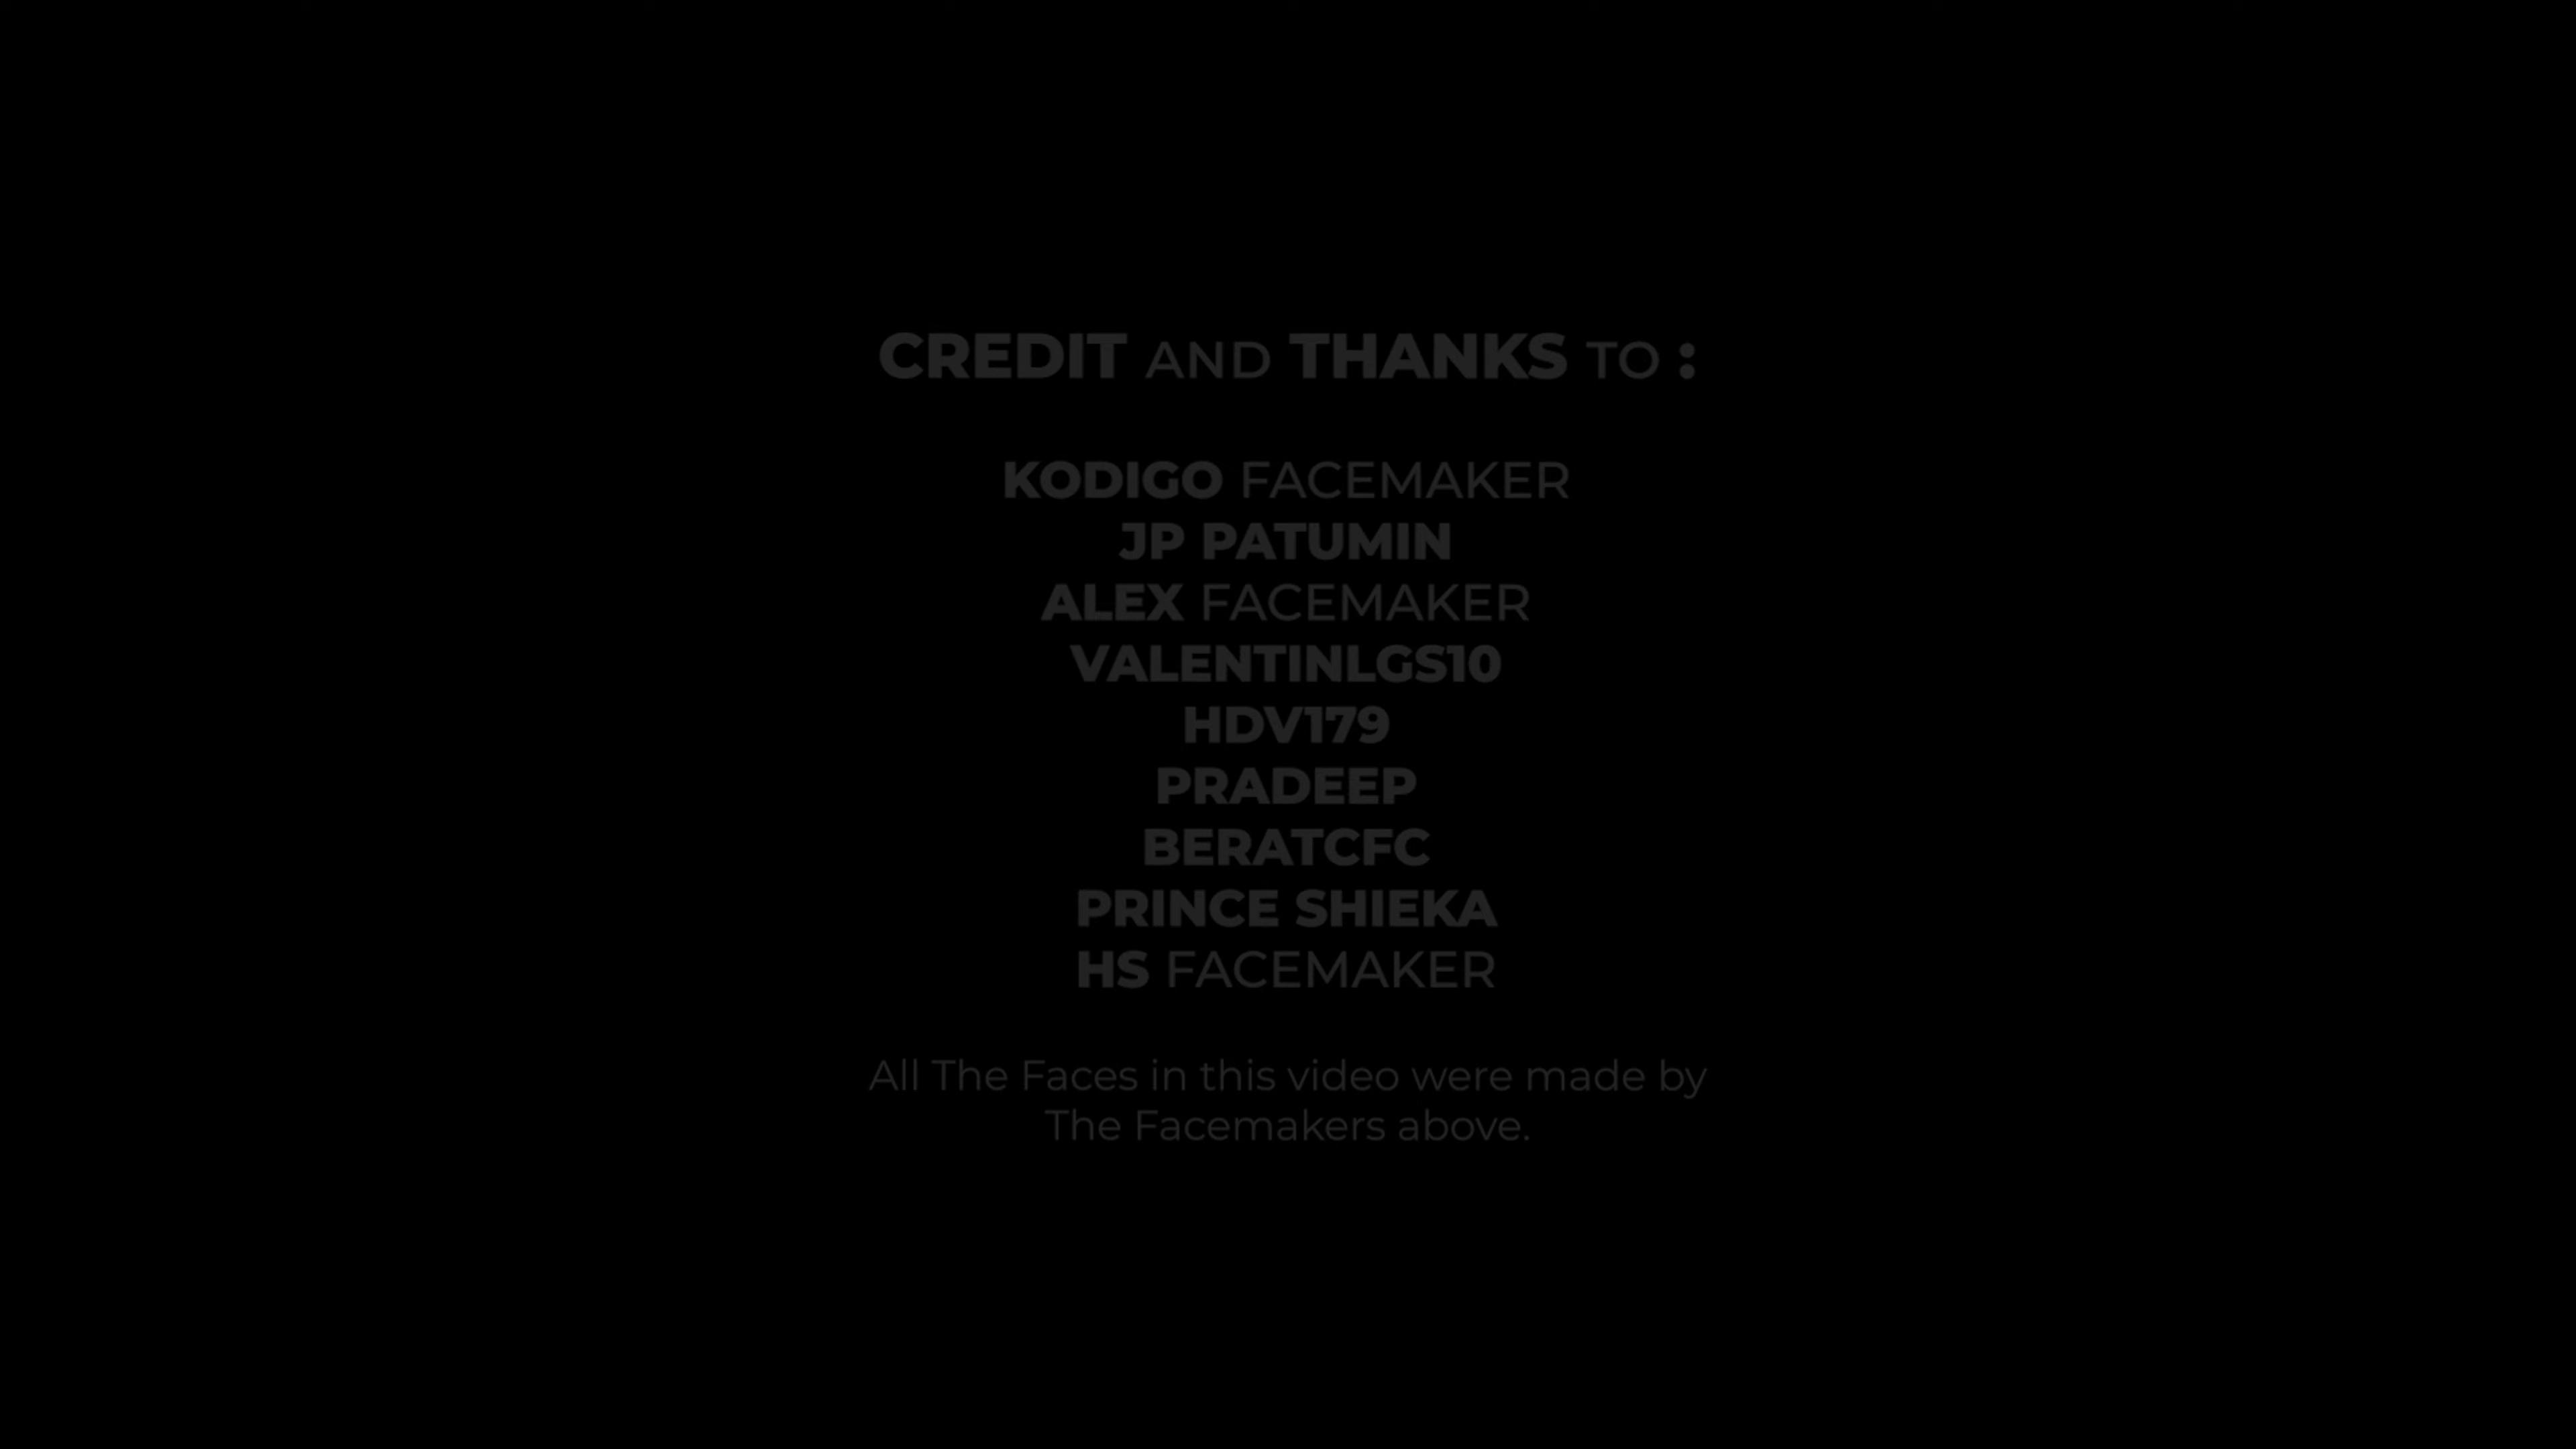 CREDIT AND THANKS TO :
KODIGO FACEMAKER
JP PATUMIN
ALEX FACEMAKER
VALENTINLGS10
HDV179
PRADEEP
BERATCFC
PRINCE SHIEKA
HS FACEMAKER
All The Faces in this video were made by
The Facemakers above.